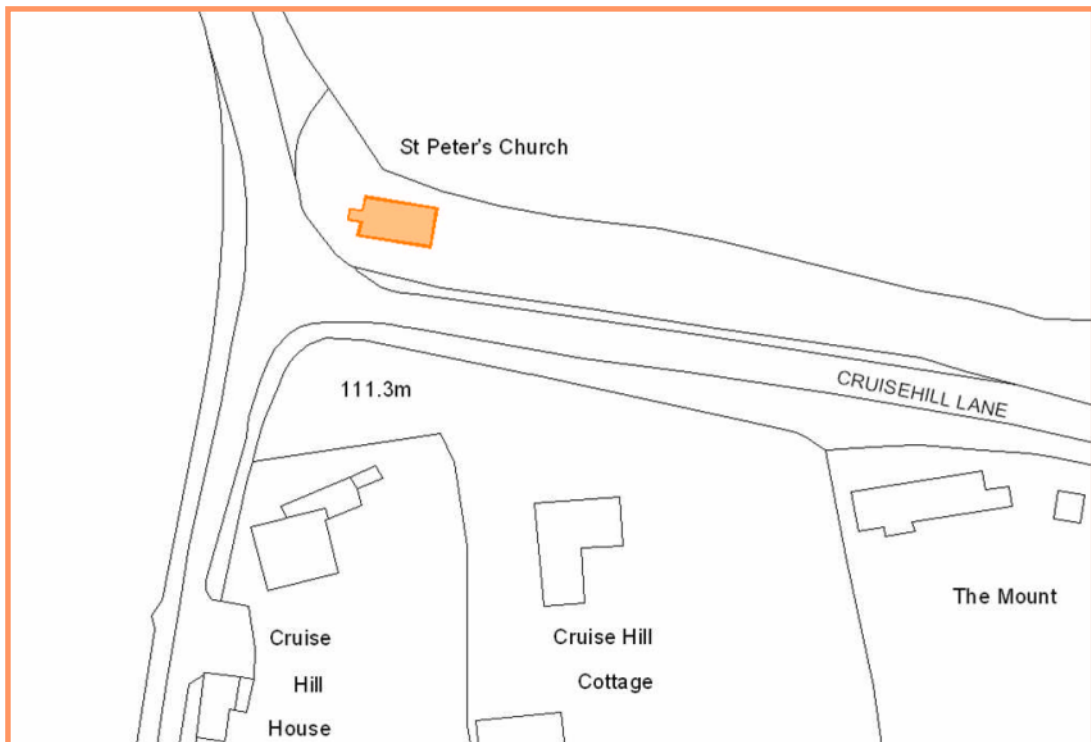 St Peter's Church
111.3m
CRUISEHILL LANE
The Mount
Cruise
Hill
House
Cruise Hill
Cottage